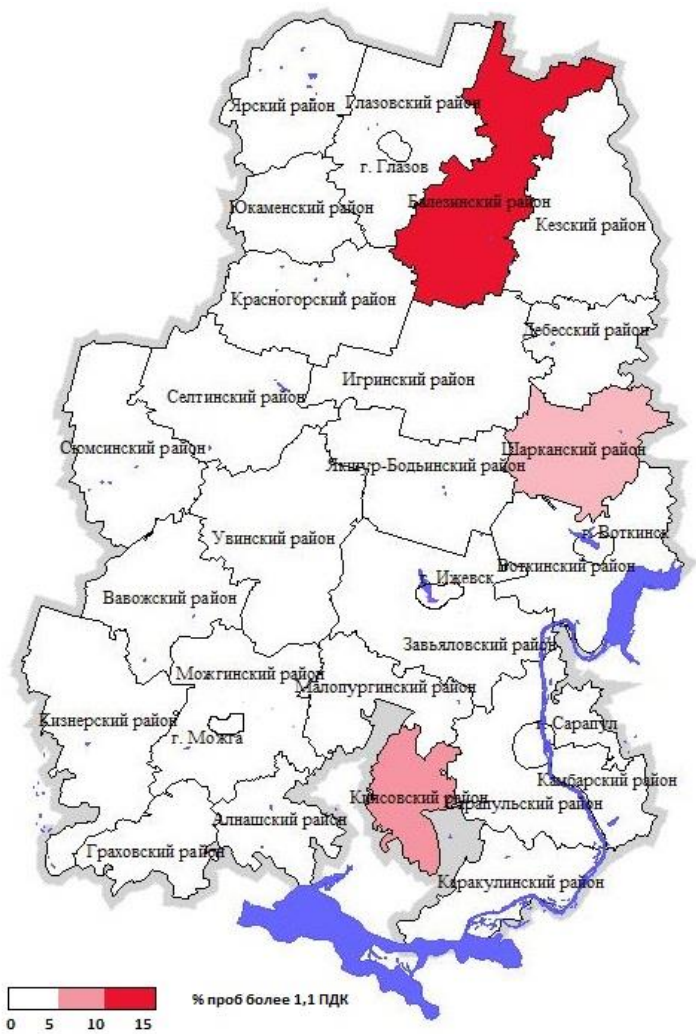 Ярский район
Глазовский район
г. Глазов
Балезинский район
Юкаменский район
Кезский район
Красногорский район
Дебесский район
Игринский район
Селтинский район
Сюмсинский район
Шарканский район
Якшур-Бодьинский район
г. Воткинск
Увинский район
Воткинский район
г. Ижевск
Вавожский район
Завьяловский район
Можгинский район
Малопургинский район
Кизнерский район
г. Сарапул
г. Можга
Камбарский район
Киясовский район
Сарапульский район
Алнашский район
Граховский район
Каракулинский район
% проб более 1,1 ПДК
0 5 10 15